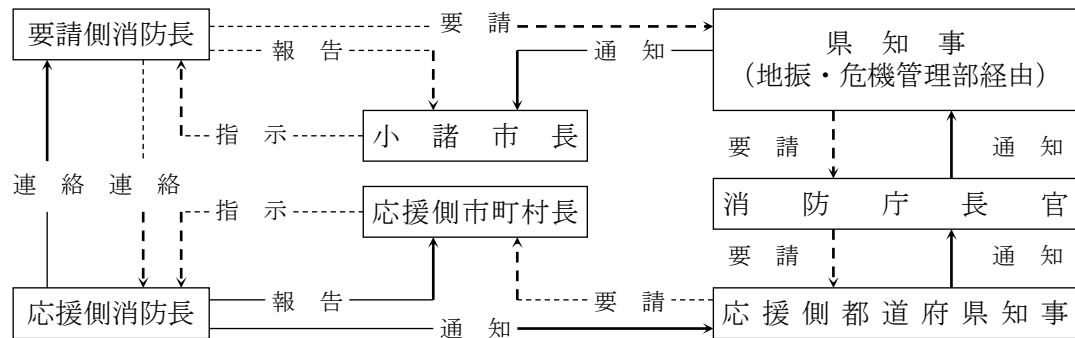 要請
要請側消防長
報告
通知
県知事
(地振・危機管理部経由)
指示
小諸市長
要請
通知
連絡
連絡
指示
応援側市町村長
消防庁長官
要請
通知
応援側消防長
報告
要請
応援側都道府県知事
通知